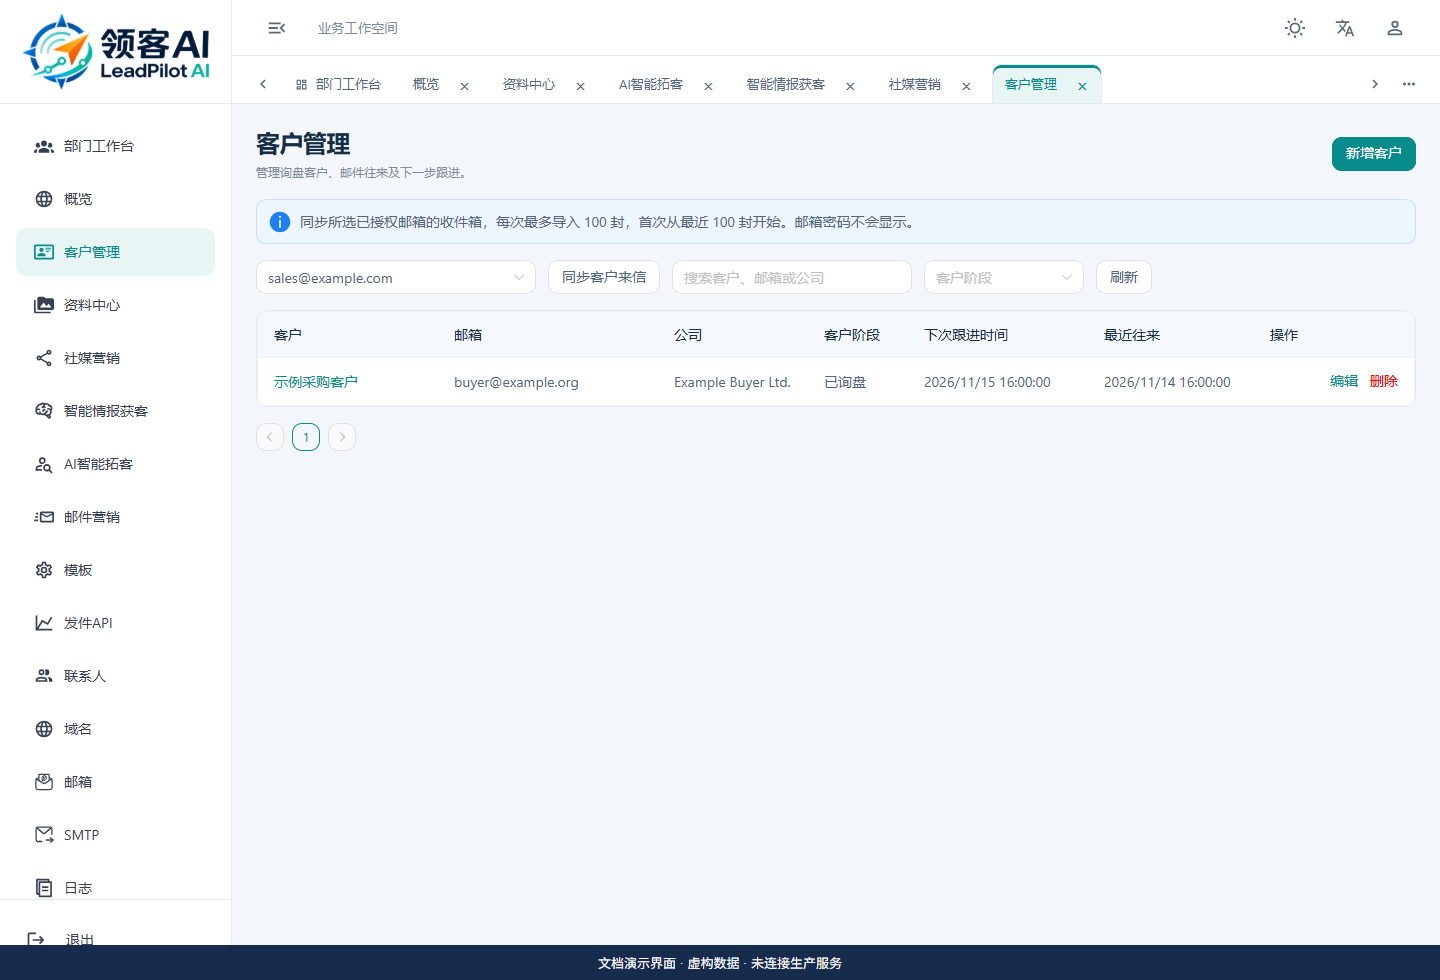 领客AI
LeadPilot AI
业务工作空间
部门工作台 概览 资料中心 AI智能拓客 智能情报获客 社媒营销 客户管理
部门工作台
概览
客户管理
资料中心
社媒营销
智能情报获客
AI智能拓客
邮件营销
模板
发件API
联系人
域名
邮箱
SMTP
日志
退出
客户管理
管理询盘客户、邮件往来及下一步跟进。
新增客户
同步所选已授权邮箱的收件箱，每次最多导入 100 封，首次从最近 100 封开始。邮箱密码不会显示。
sales@example.com 同步客户来信 搜索客户、邮箱或公司 客户阶段 刷新
客户 邮箱 公司 客户阶段 下次跟进时间 最近往来 操作
示例采购客户 buyer@example.org Example Buyer Ltd. 已询盘 2026/11/15 16:00:00 2026/11/14 16:00:00 编辑 删除
1
文档演示界面 · 虚构数据 · 未连接生产服务